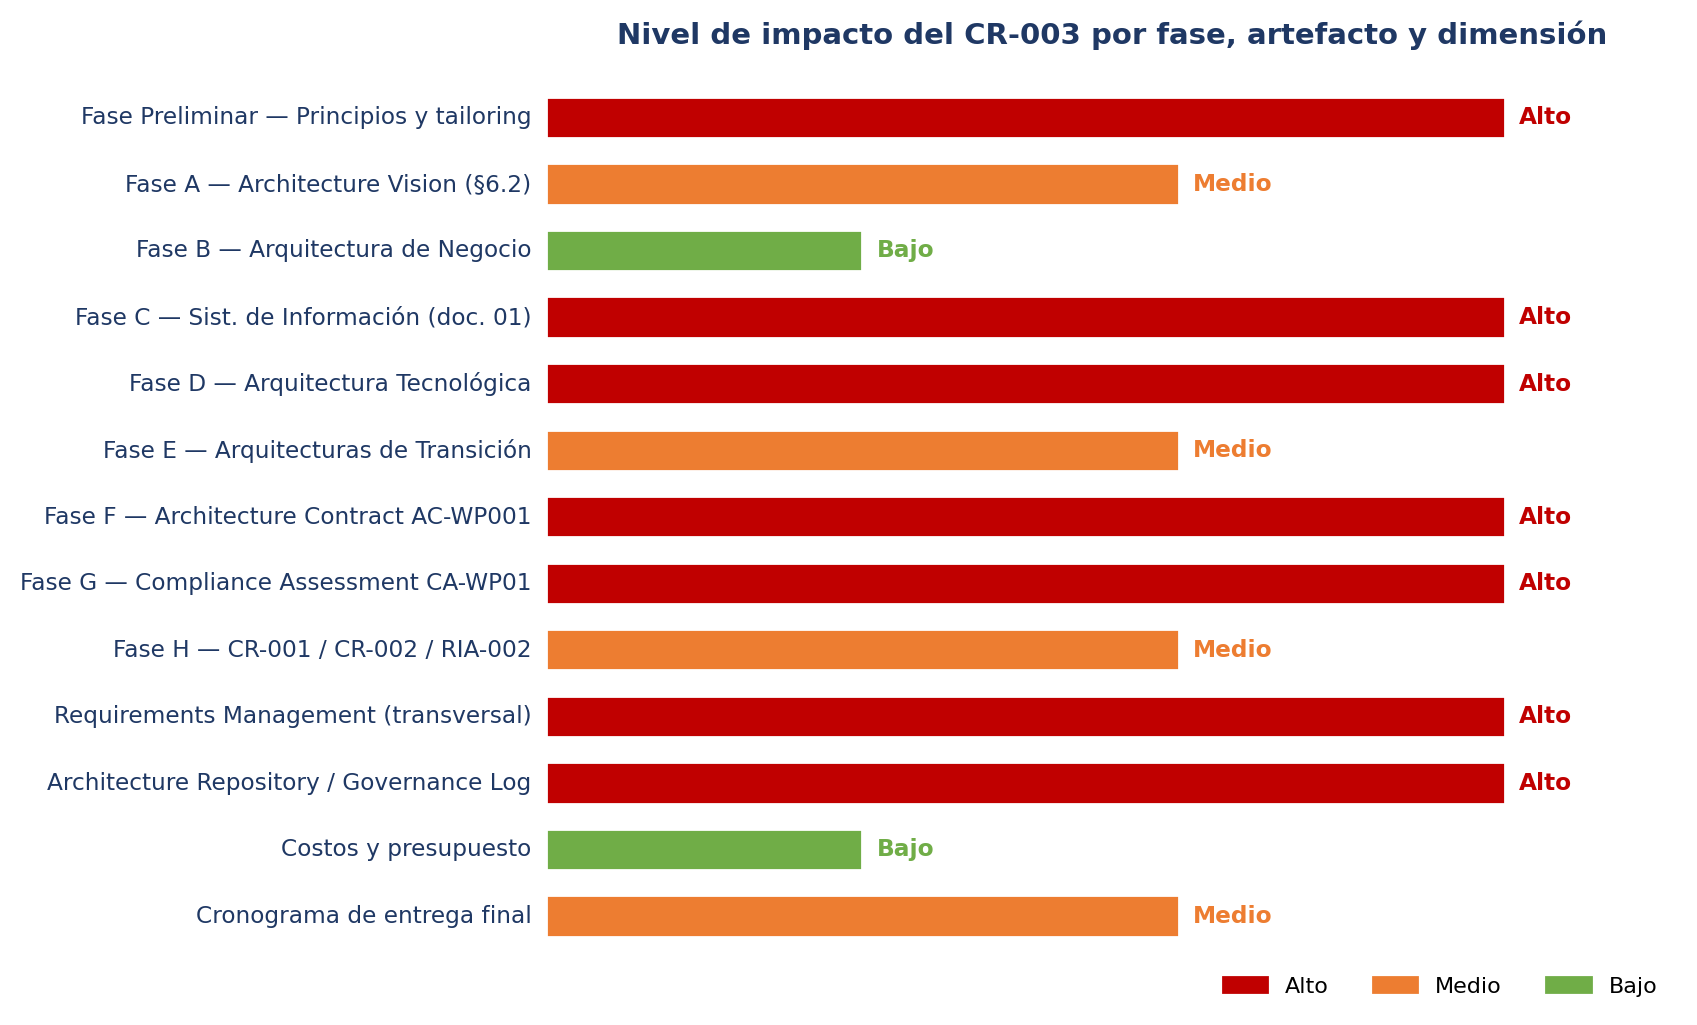 Nivel de impacto del CR-003 por fase, artefacto y dimensión
Fase Preliminar — Principios y tailoring Alto
Fase A — Architecture Vision (§6.2) Medio
Fase B — Arquitectura de Negocio Bajo
Fase C — Sist. de Información (doc. 01) Alto
Fase D — Arquitectura Tecnológica Alto
Fase E — Arquitecturas de Transición Medio
Fase F — Architecture Contract AC-WP001 Alto
Fase G — Compliance Assessment CA-WP01 Alto
Fase H — CR-001 / CR-002 / RIA-002 Medio
Requirements Management (transversal) Alto
Architecture Repository / Governance Log Alto
Costos y presupuesto Bajo
Cronograma de entrega final Medio
Alto Medio Bajo